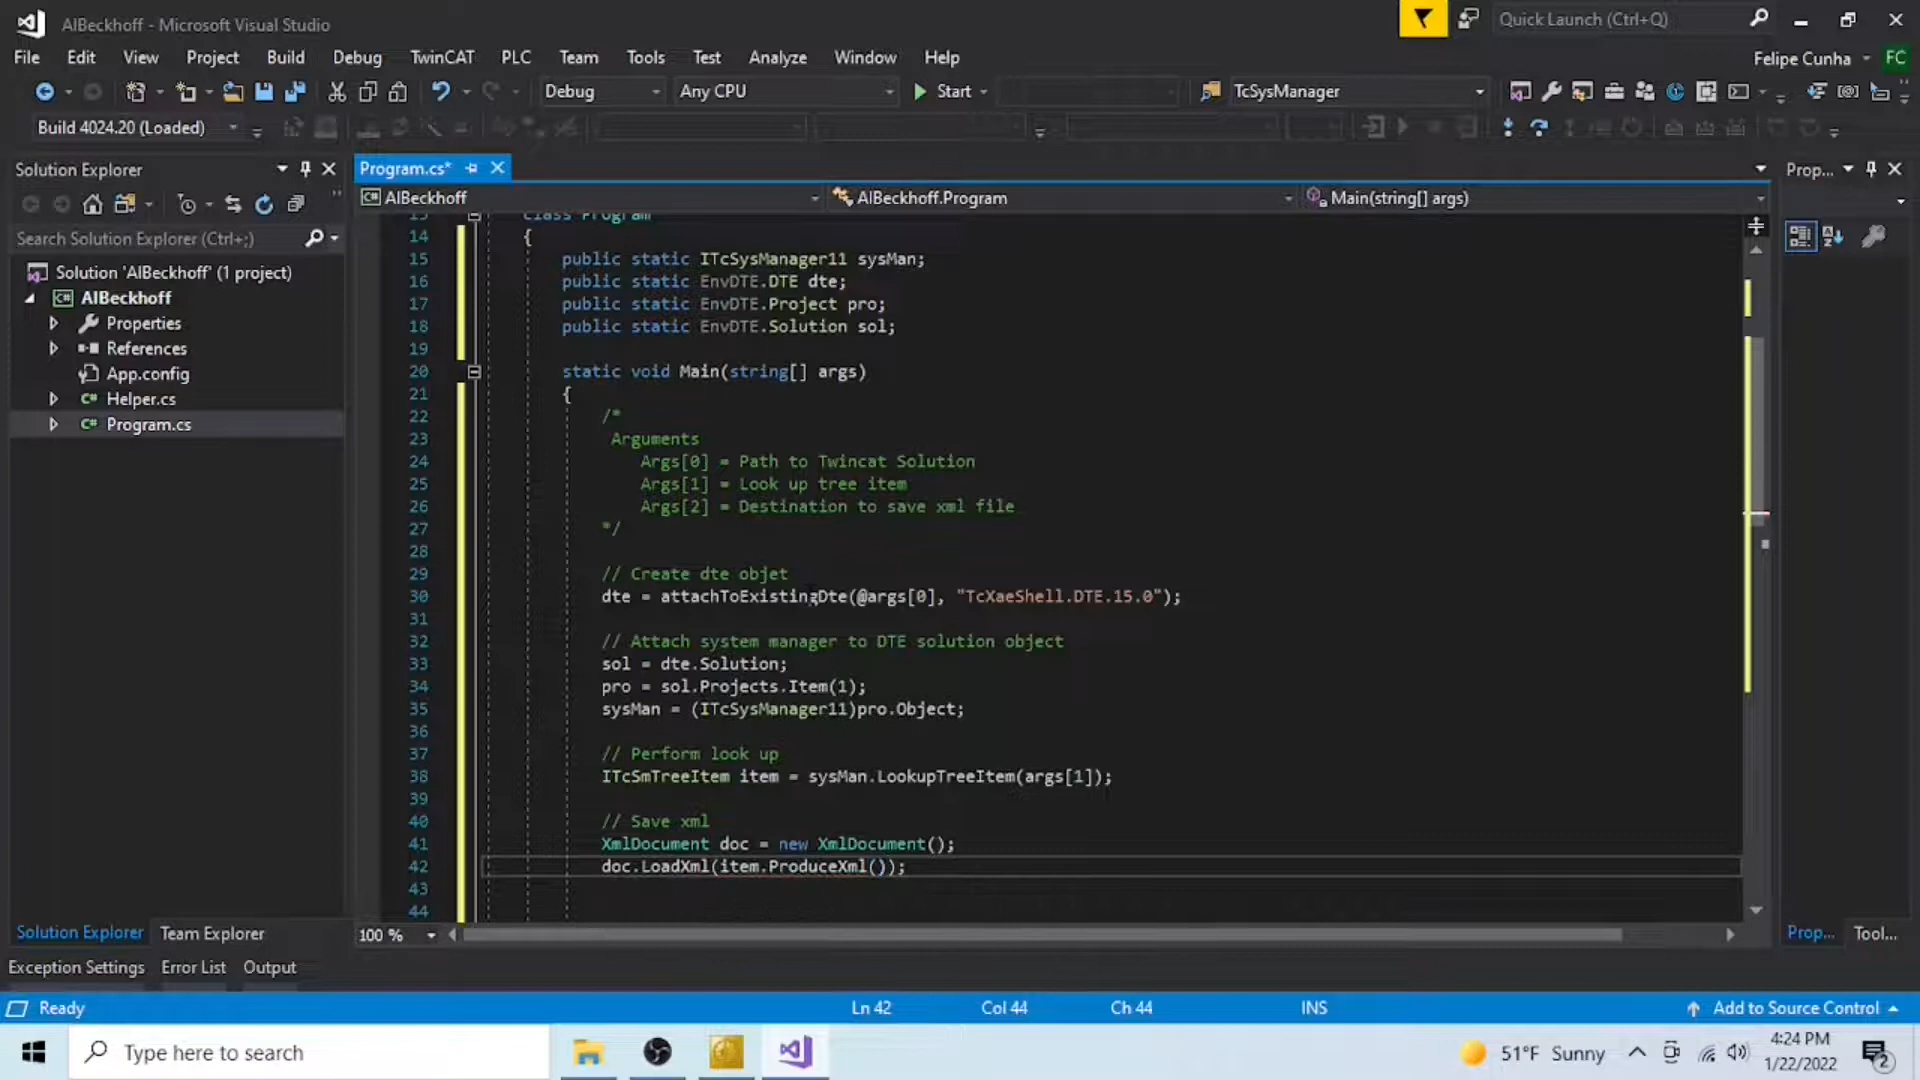 AIBeckhoff - Microsoft Visual Studio
Quick Launch (Ctrl+Q)
File Edit View Project Build Debug TwinCAT PLC Team Tools Test Analyze Window Help
Felipe Cunha FC
Debug Any CPU Start TcSysManager
Build 4024.20 (Loaded)
Solution Explorer
Program.cs*
Prop...
C# AIBeckhoff
AIBeckhoff.Program
Main(string[] args)
Search Solution Explorer (Ctrl+;)
Solution 'AIBeckhoff' (1 project)
C# AIBeckhoff
Properties
References
App.config
C# Helper.cs
C# Program.cs
13 class Program
14 {
15 public static ITcSysManager11 sysMan;
16 public static EnvDTE.DTE dte;
17 public static EnvDTE.Project pro;
18 public static EnvDTE.Solution sol;
19
20 static void Main(string[] args)
21 {
22 /*
23 Arguments
24 Args[0] = Path to Twincat Solution
25 Args[1] = Look up tree item
26 Args[2] = Destination to save xml file
27 */
28
29 // Create dte objet
30 dte = attachToExistingDte(@args[0], "TcXaeShell.DTE.15.0");
31
32 // Attach system manager to DTE solution object
33 sol = dte.Solution;
34 pro = sol.Projects.Item(1);
35 sysMan = (ITcSysManager11)pro.Object;
36
37 // Perform look up
38 ITcSmTreeItem item = sysMan.LookupTreeItem(args[1]);
39
40 // Save xml
41 XmlDocument doc = new XmlDocument();
42 doc.LoadXml(item.ProduceXml());
43
44
Solution Explorer Team Explorer
100 %
Prop... Tool...
Exception Settings Error List Output
Ready
Ln 42 Col 44 Ch 44 INS
Add to Source Control
Type here to search
51°F Sunny
4:24 PM
1/22/2022
2